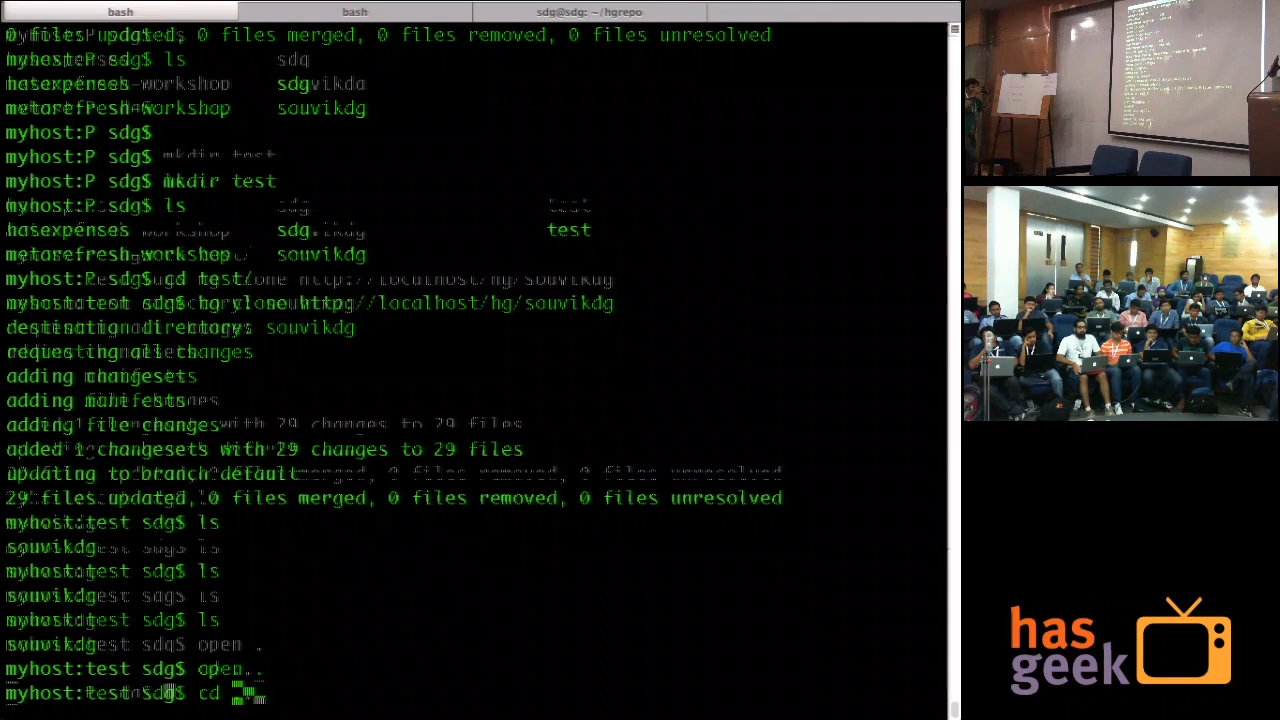 bash bash sdg@sdg: ~/hgrepo
0 files updated, 0 files merged, 0 files removed, 0 files unresolved
myhost:P sdg$ ls
hasexpenses sdg
metarefresh-workshop souvikdg
myhost:P sdg$
myhost:P sdg$
myhost:P sdg$ mkdir test
myhost:P sdg$ ls
hasexpenses sdg test
metarefresh-workshop souvikdg
myhost:P sdg$ cd test/
myhost:test sdg$ hg clone http://localhost/hg/souvikdg
destination directory: souvikdg
requesting all changes
adding changesets
adding manifests
adding file changes
added 1 changesets with 29 changes to 29 files
updating to branch default
29 files updated, 0 files merged, 0 files removed, 0 files unresolved
myhost:test sdg$ ls
souvikdg
myhost:test sdg$ ls
souvikdg
myhost:test sdg$ ls
souvikdg
myhost:test sdg$ open .
myhost:test sdg$ cd
has
geek